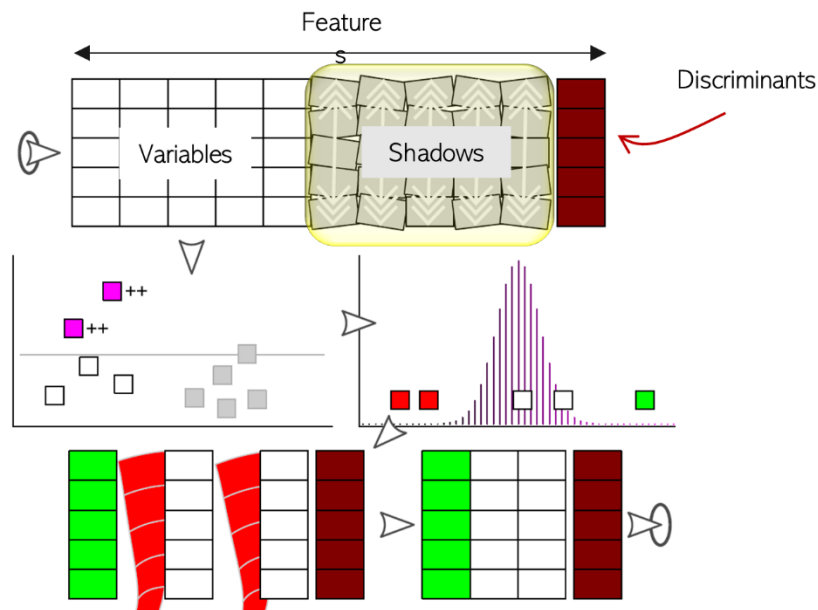 Feature
s
Discriminants
Variables
Shadows
++
++